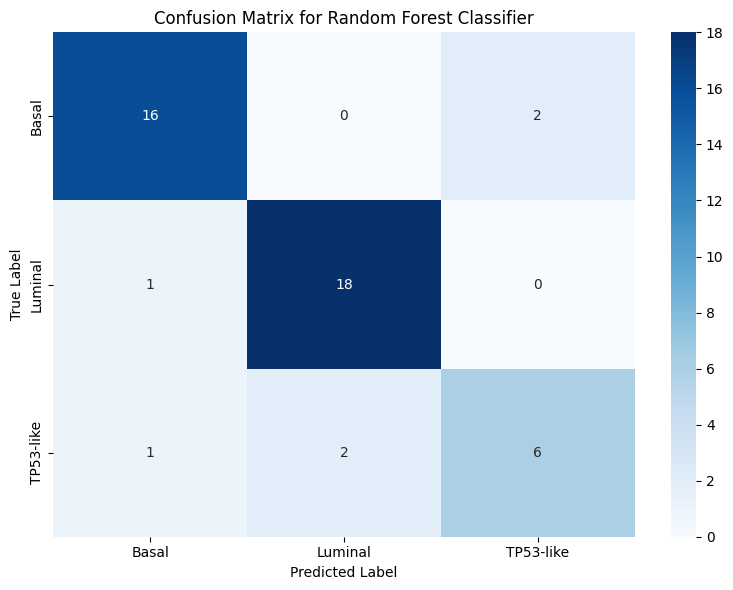 Confusion Matrix for Random Forest Classifier
True Label
Basal
16
0
2
Luminal
1
18
0
TP53-like
1
2
6
Basal
Luminal
TP53-like
Predicted Label
18
16
14
12
10
8
6
4
2
0